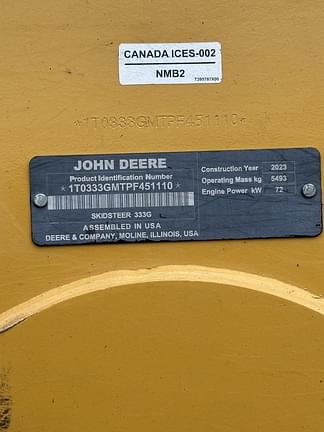 CANADA ICES-002
NMB2
T395787X00
*1T0333GMTPF451110*
JOHN DEERE
Product Identification Number
*1T0333GMTPF451110*
SKIDSTEER 333G
ASSEMBLED IN USA
DEERE & COMPANY, MOLINE, ILLINOIS, USA
Construction Year 2023
Operating Mass kg 5493
Engine Power kW 72